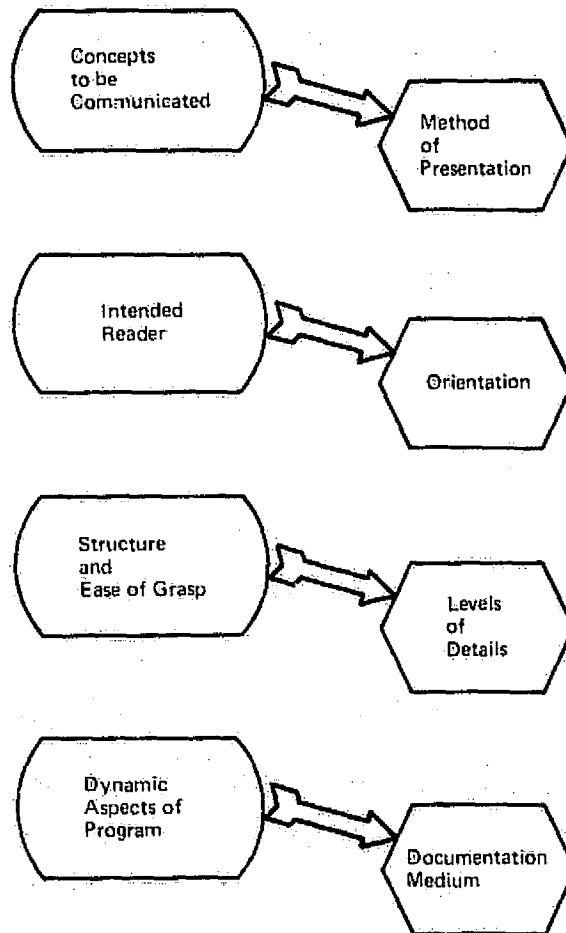 Concepts
to be
Communicated
Method
of
Presentation
Intended
Reader
Orientation
Structure
and
Ease of Grasp
Levels
of
Details
Dynamic
Aspects of
Program
Documentation
Medium